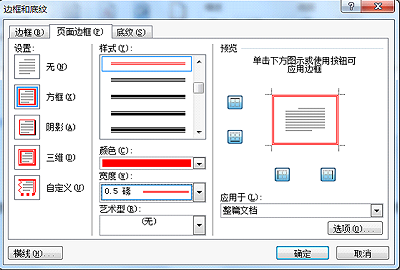 边框和底纹
边框(B) 页面边框(P) 底纹(S)
设置:
无(N)
方框(X)
阴影(A)
三维(D)
自定义(U)
样式(Y):
颜色(C):
宽度(W):
0.5 磅
艺术型(R):
(无)
预览
单击下方图示或使用按钮可
应用边框
应用于(L):
整篇文档
选项(O)...
横线(H)...
确定
取消